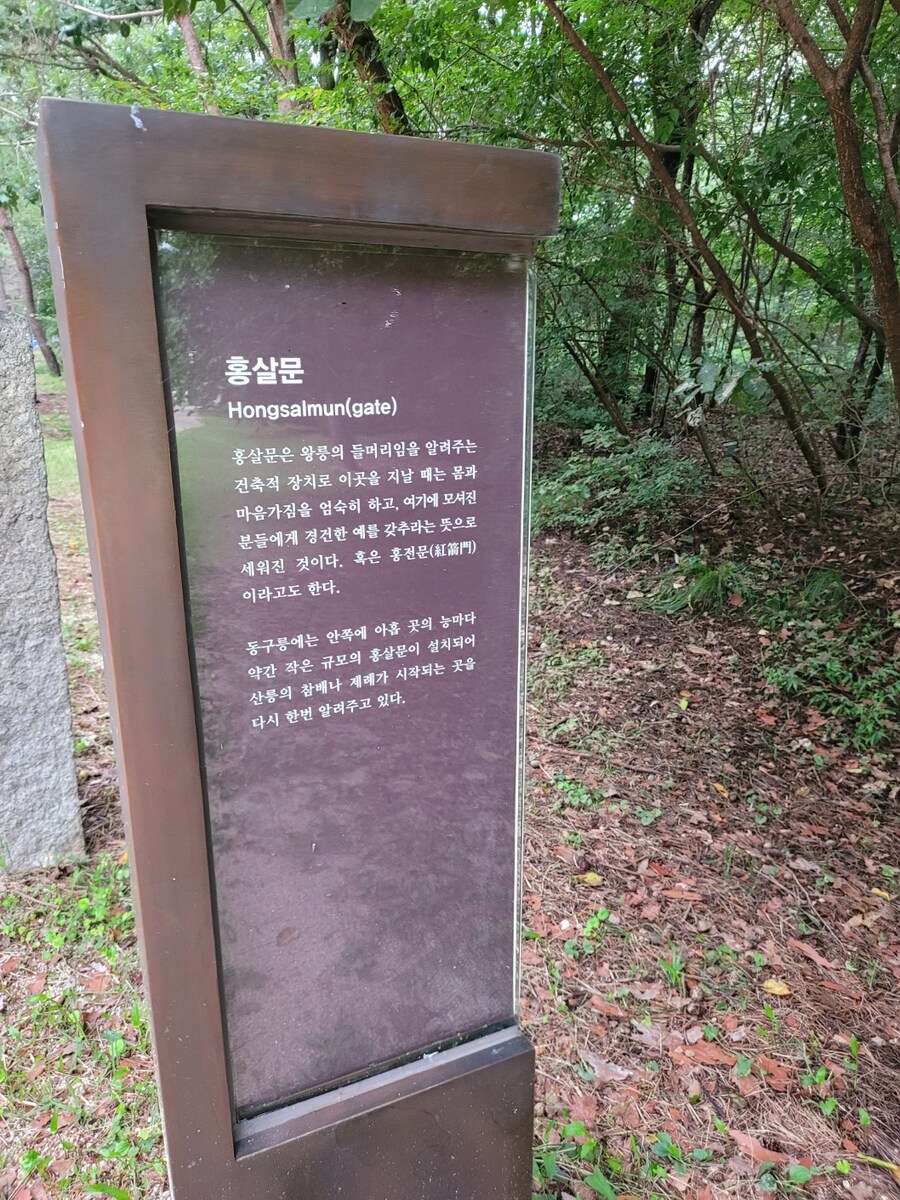 홍살문
Hongsalmun(gate)
홍살문은 왕릉의 들머리임을 알려주는
건축적 장치로 이곳을 지날 때는 몸과
마음가짐을 엄숙히 하고, 여기에 모셔진
분들에게 경건한 예를 갖추라는 뜻으로
세워진 것이다. 혹은 홍전문(紅箭門)
이라고도 한다.
동구릉에는 안쪽에 아홉 곳의 능마다
약간 작은 규모의 홍살문이 설치되어
산릉의 참배나 제례가 시작되는 곳을
다시 한번 알려주고 있다.